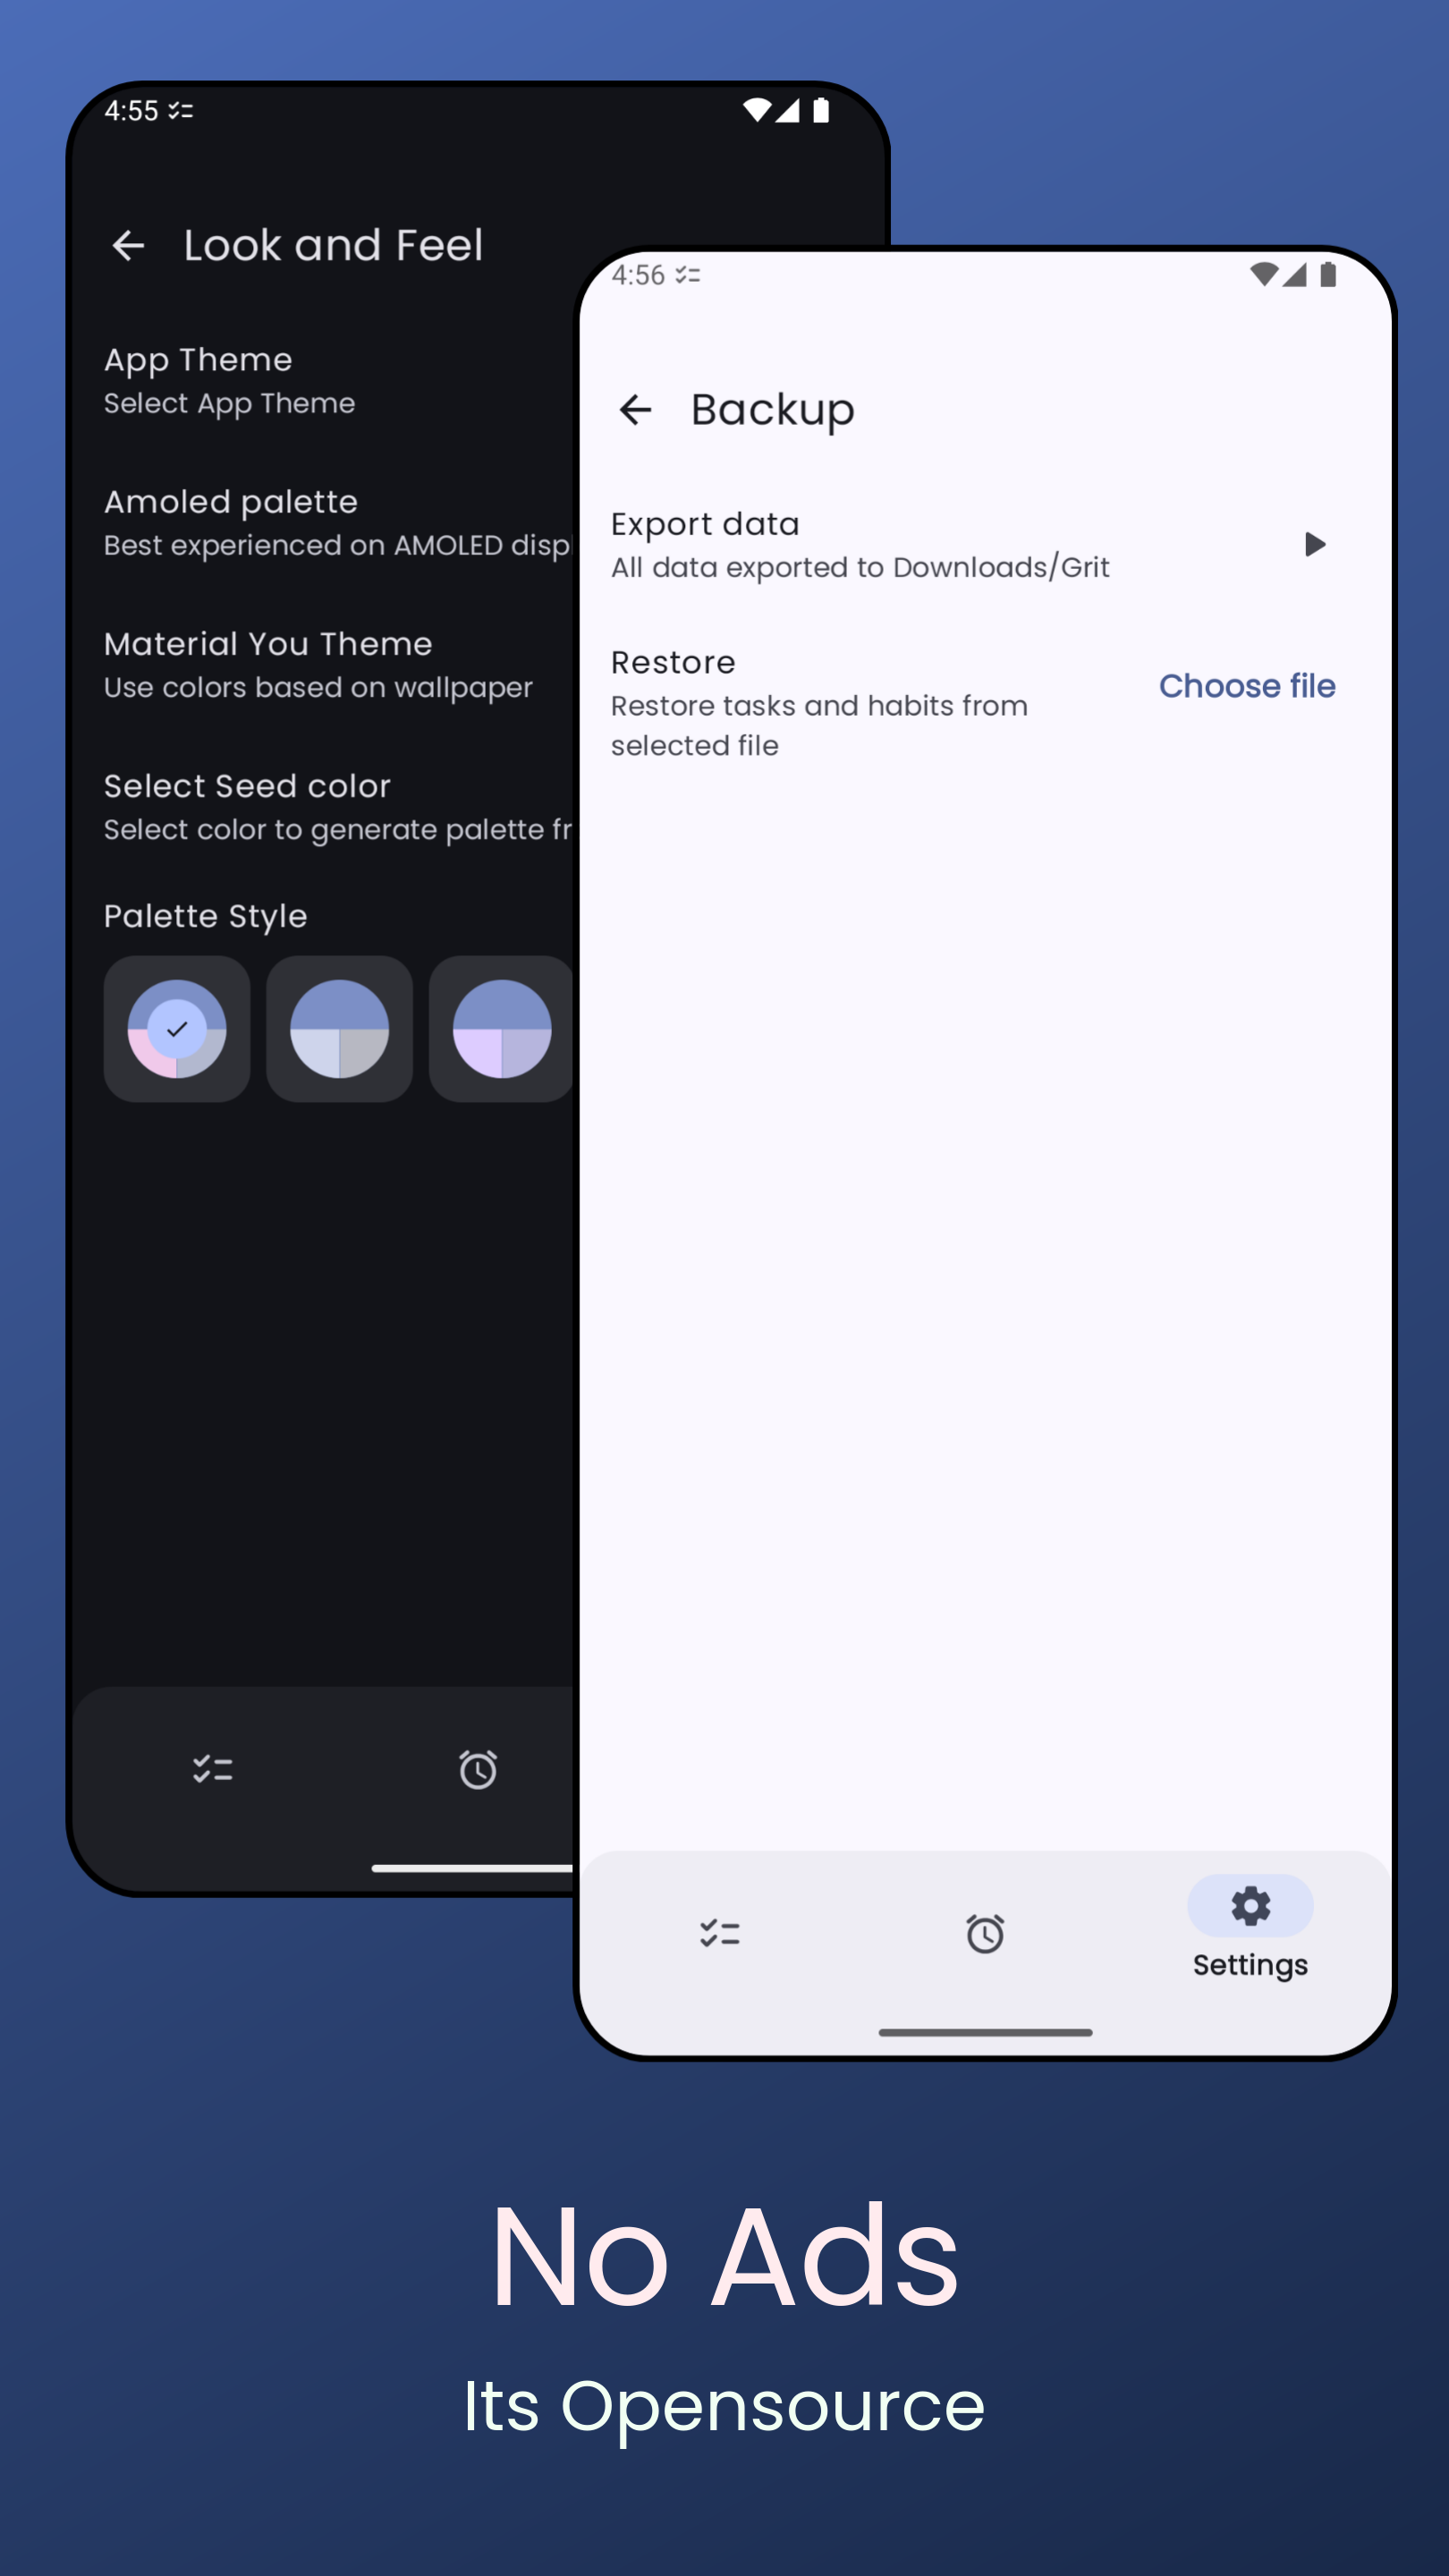 4:55
Look and Feel
App Theme
Select App Theme
Amoled palette
Best experienced on AMOLED
Material You Theme
Use colors based on wallpaper
Select Seed color
Select color to generate palette
Palette Style
4:56
Backup
Export data
All data exported to Downloads/Grit
Restore
Restore tasks and habits from
selected file
Choose file
Settings
No Ads
Its Opensource